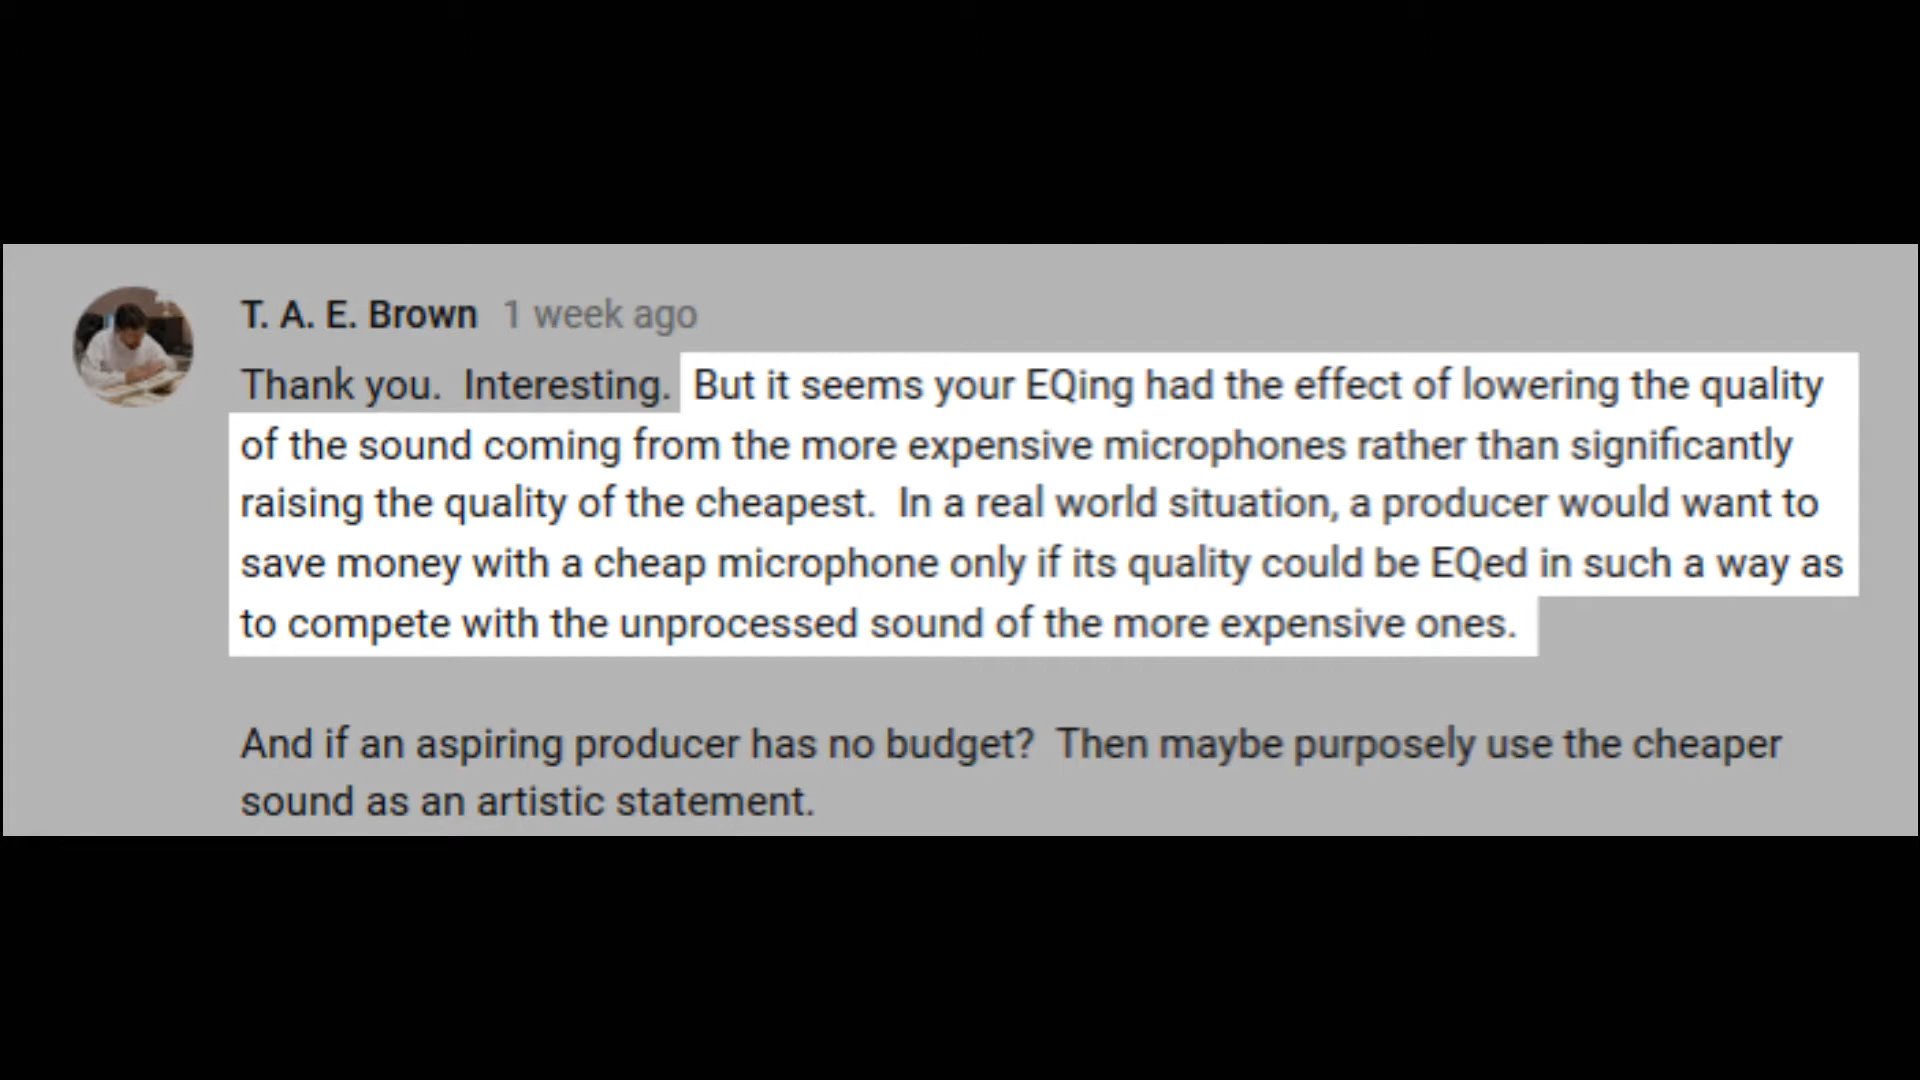 T. A. E. Brown 1 week ago
Thank you.  Interesting.  But it seems your EQing had the effect of lowering the quality
of the sound coming from the more expensive microphones rather than significantly
raising the quality of the cheapest.  In a real world situation, a producer would want to
save money with a cheap microphone only if its quality could be EQed in such a way as
to compete with the unprocessed sound of the more expensive ones.
And if an aspiring producer has no budget?  Then maybe purposely use the cheaper
sound as an artistic statement.